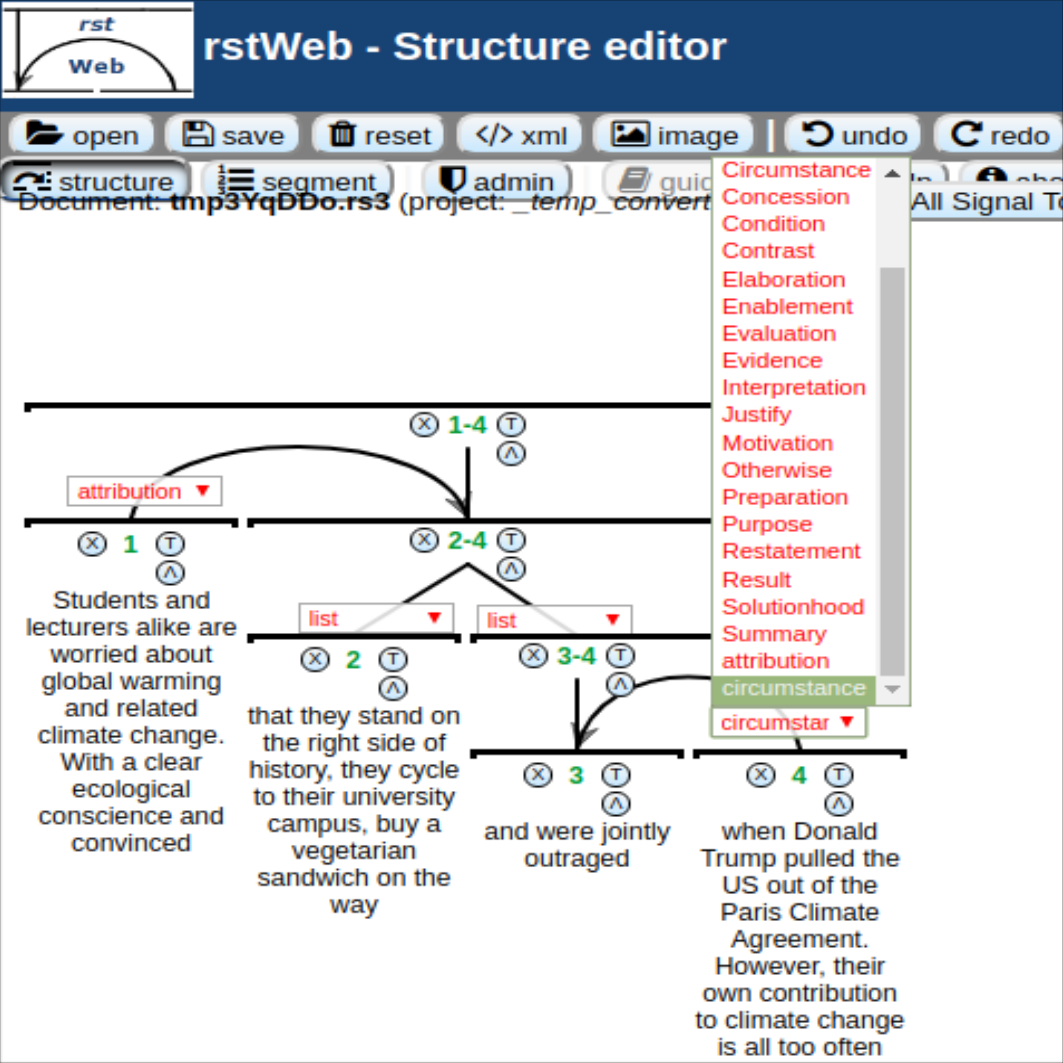 rst
Web
rstWeb - Structure editor
open save reset </> xml image | undo redo
structure segment admin guid
Document: tmp3YqDDo.rs3 (project: _temp_convert
All Signal To
Circumstance
Concession
Condition
Contrast
Elaboration
Enablement
Evaluation
Evidence
Interpretation
Justify
Motivation
Otherwise
Preparation
Purpose
Restatement
Result
Solutionhood
Summary
attribution
circumstance
circumstar
X 1-4 T
Λ
attribution
X 1 T
Λ
Students and
lecturers alike are
worried about
global warming
and related
climate change.
With a clear
ecological
conscience and
convinced
X 2-4 T
Λ
list
list
X 2 T
Λ
that they stand on
the right side of
history, they cycle
to their university
campus, buy a
vegetarian
sandwich on the
way
X 3-4 T
Λ
X 3 T
Λ
and were jointly
outraged
X 4 T
Λ
when Donald
Trump pulled the
US out of the
Paris Climate
Agreement.
However, their
own contribution
to climate change
is all too often